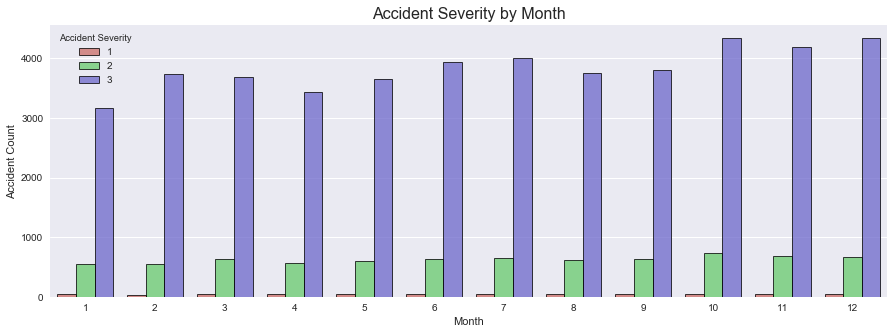 Accident Severity by Month
Accident Severity
1
2
3
4000
3000
2000
1000
0
Accident Count
1 2 3 4 5 6 7 8 9 10 11 12
Month